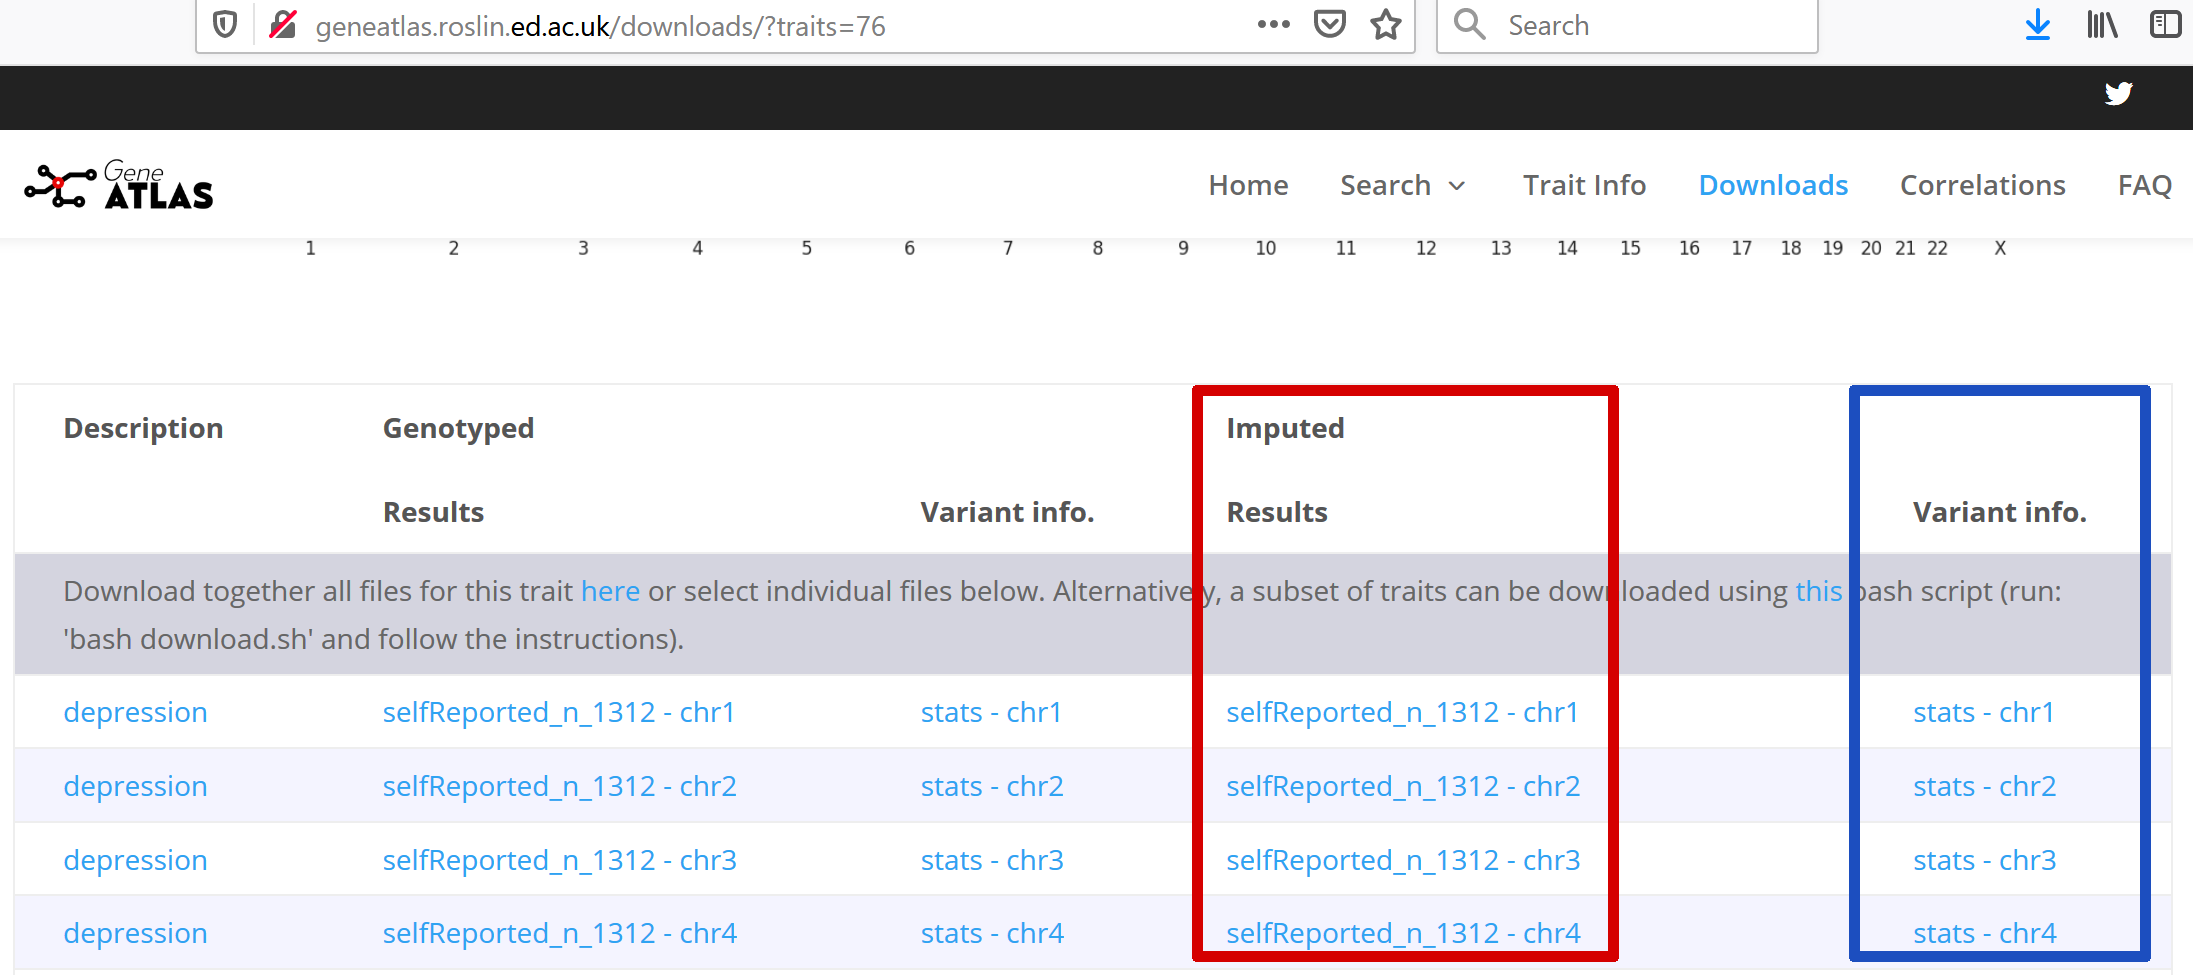 geneatlas.roslin.ed.ac.uk/downloads/?traits=76
Search
Gene
ATLAS
Home Search Trait Info Downloads Correlations FAQ
1 2 3 4 5 6 7 8 9 10 11 12 13 14 15 16 17 18 19 20 21 22 X
Description Genotyped Imputed
Results Variant info. Results Variant info.
Download together all files for this trait here or select individual files below. Alternatively, a subset of traits can be downloaded using this bash script (run:
'bash download.sh' and follow the instructions).
depression selfReported_n_1312 - chr1 stats - chr1 selfReported_n_1312 - chr1 stats - chr1
depression selfReported_n_1312 - chr2 stats - chr2 selfReported_n_1312 - chr2 stats - chr2
depression selfReported_n_1312 - chr3 stats - chr3 selfReported_n_1312 - chr3 stats - chr3
depression selfReported_n_1312 - chr4 stats - chr4 selfReported_n_1312 - chr4 stats - chr4